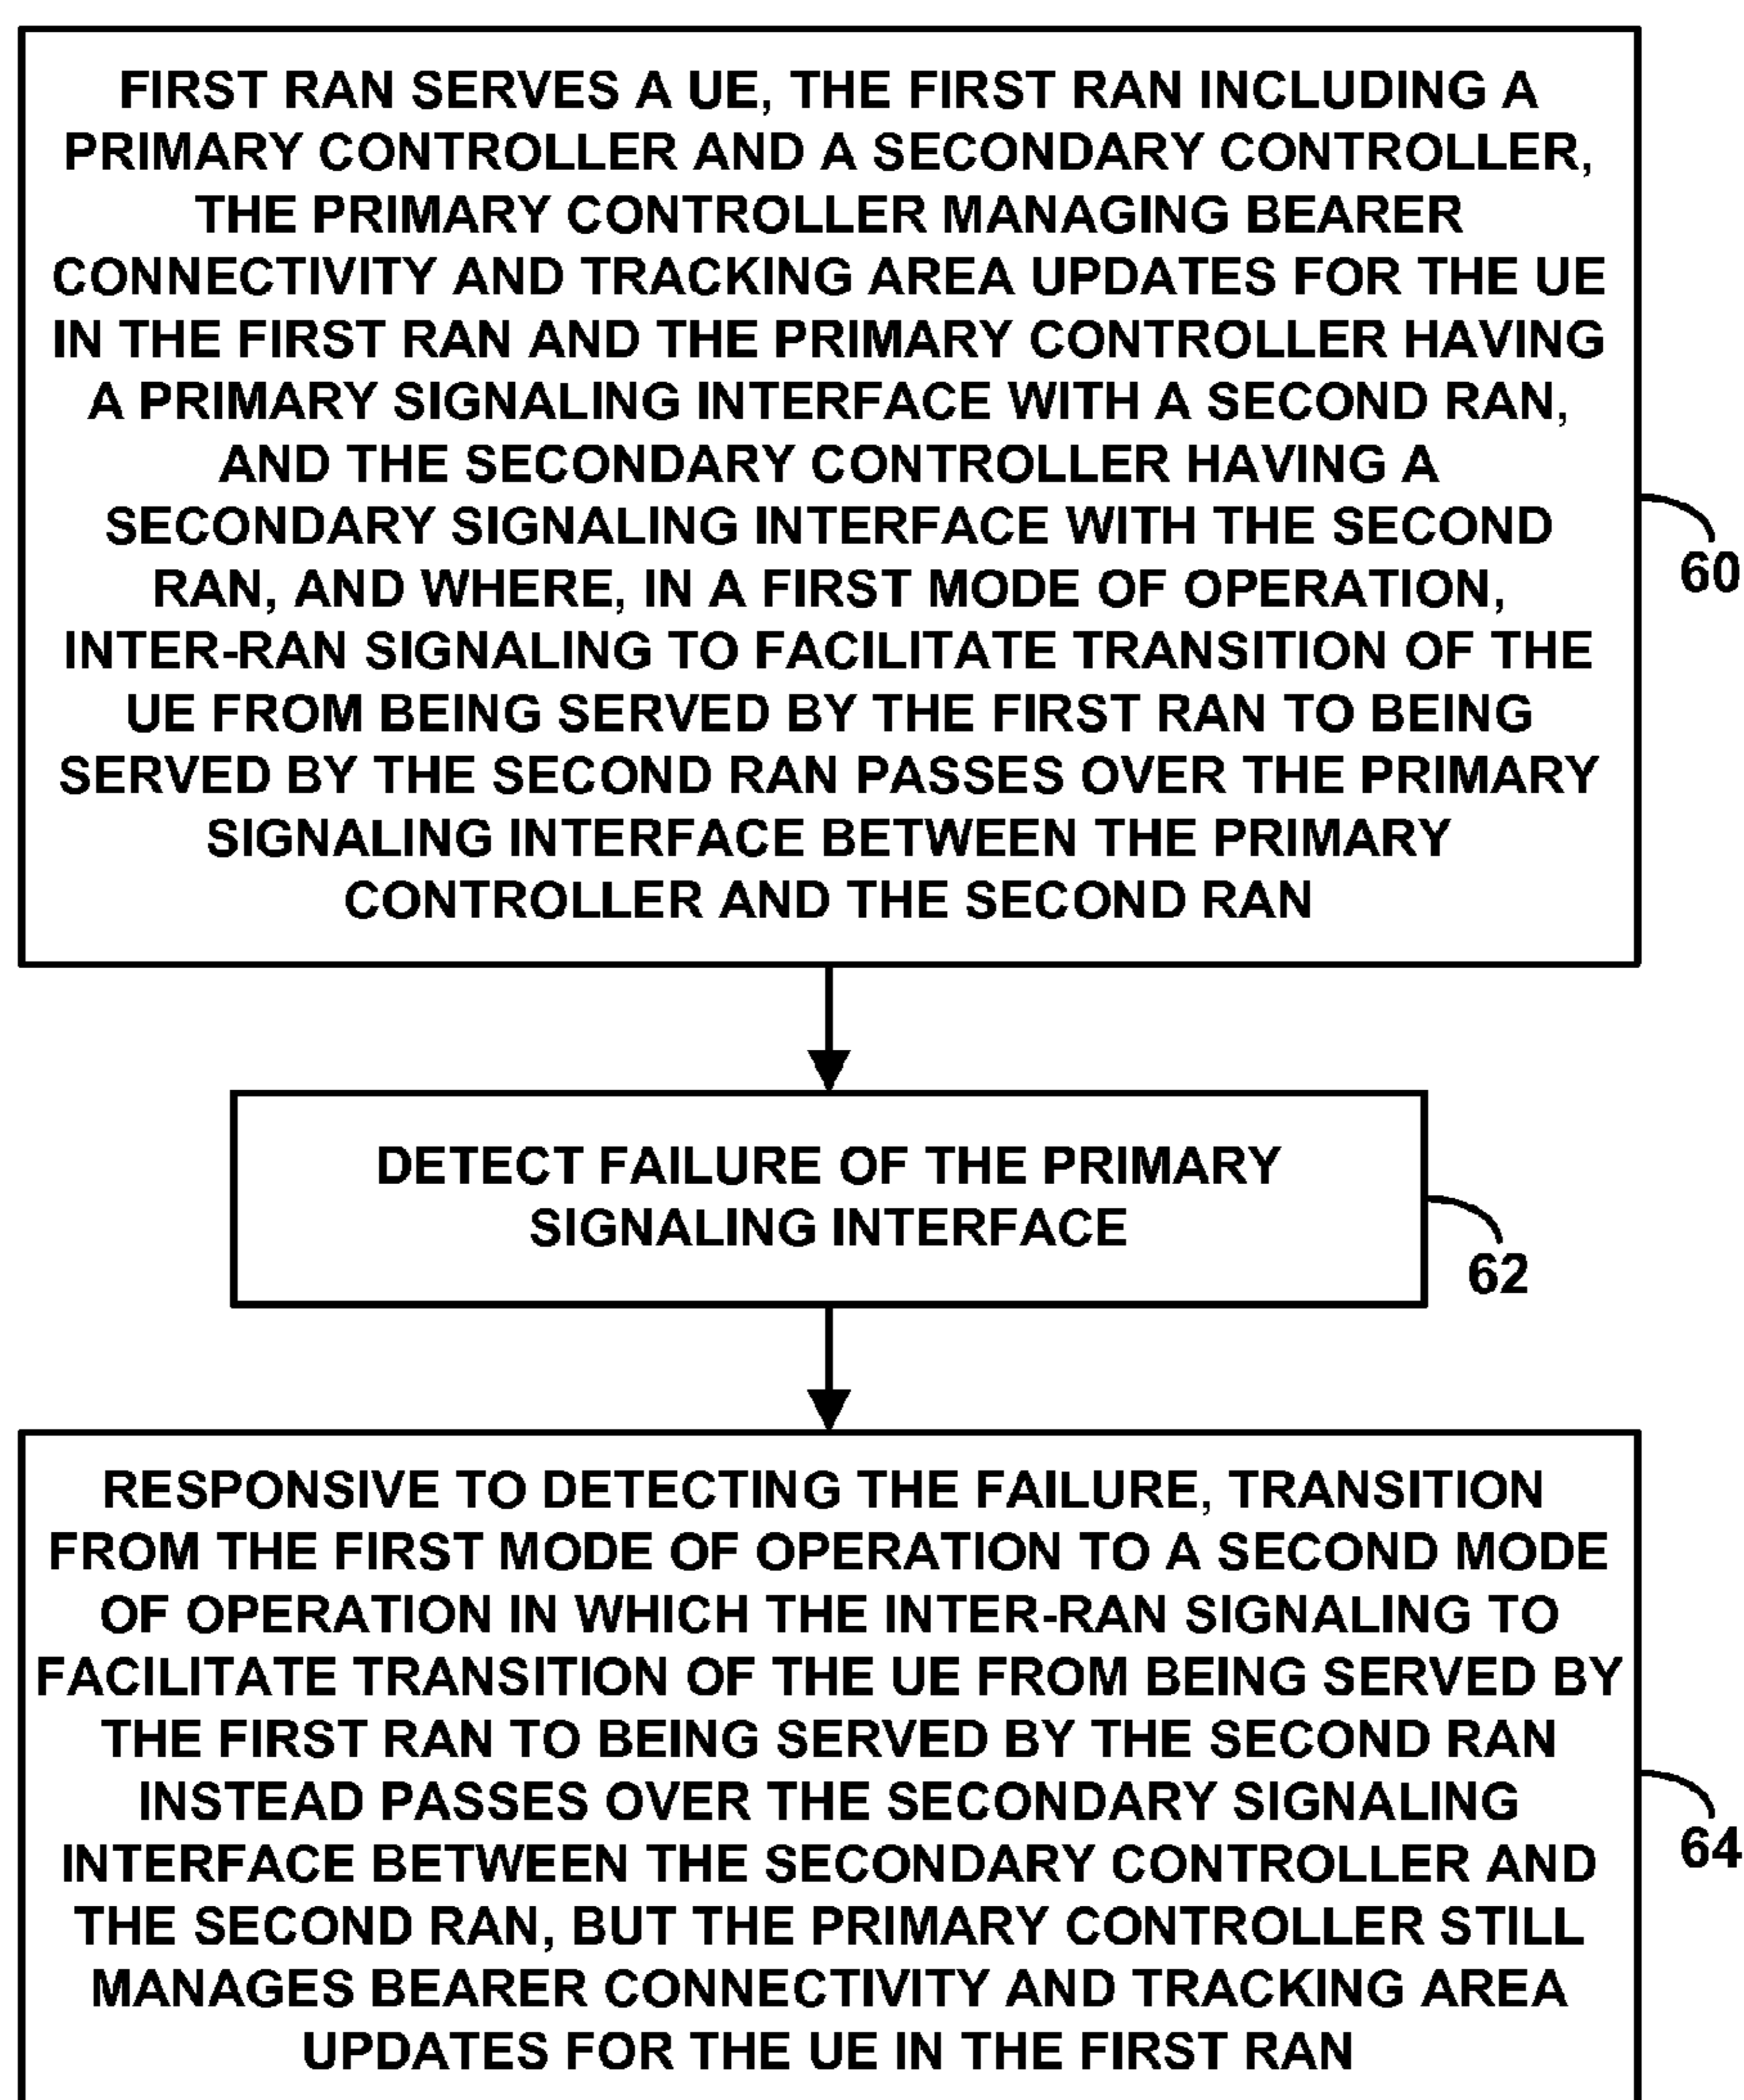 FIRST RAN SERVES A UE, THE FIRST RAN INCLUDING A
PRIMARY CONTROLLER AND A SECONDARY CONTROLLER,
THE PRIMARY CONTROLLER MANAGING BEARER
CONNECTIVITY AND TRACKING AREA UPDATES FOR THE UE
IN THE FIRST RAN AND THE PRIMARY CONTROLLER HAVING
A PRIMARY SIGNALING INTERFACE WITH A SECOND RAN,
AND THE SECONDARY CONTROLLER HAVING A
SECONDARY SIGNALING INTERFACE WITH THE SECOND
RAN, AND WHERE, IN A FIRST MODE OF OPERATION,
INTER-RAN SIGNALING TO FACILITATE TRANSITION OF THE
UE FROM BEING SERVED BY THE FIRST RAN TO BEING
SERVED BY THE SECOND RAN PASSES OVER THE PRIMARY
SIGNALING INTERFACE BETWEEN THE PRIMARY
CONTROLLER AND THE SECOND RAN
60
DETECT FAILURE OF THE PRIMARY
SIGNALING INTERFACE
62
RESPONSIVE TO DETECTING THE FAILURE, TRANSITION
FROM THE FIRST MODE OF OPERATION TO A SECOND MODE
OF OPERATION IN WHICH THE INTER-RAN SIGNALING TO
FACILITATE TRANSITION OF THE UE FROM BEING SERVED BY
THE FIRST RAN TO BEING SERVED BY THE SECOND RAN
INSTEAD PASSES OVER THE SECONDARY SIGNALING
INTERFACE BETWEEN THE SECONDARY CONTROLLER AND
THE SECOND RAN, BUT THE PRIMARY CONTROLLER STILL
MANAGES BEARER CONNECTIVITY AND TRACKING AREA
UPDATES FOR THE UE IN THE FIRST RAN
64